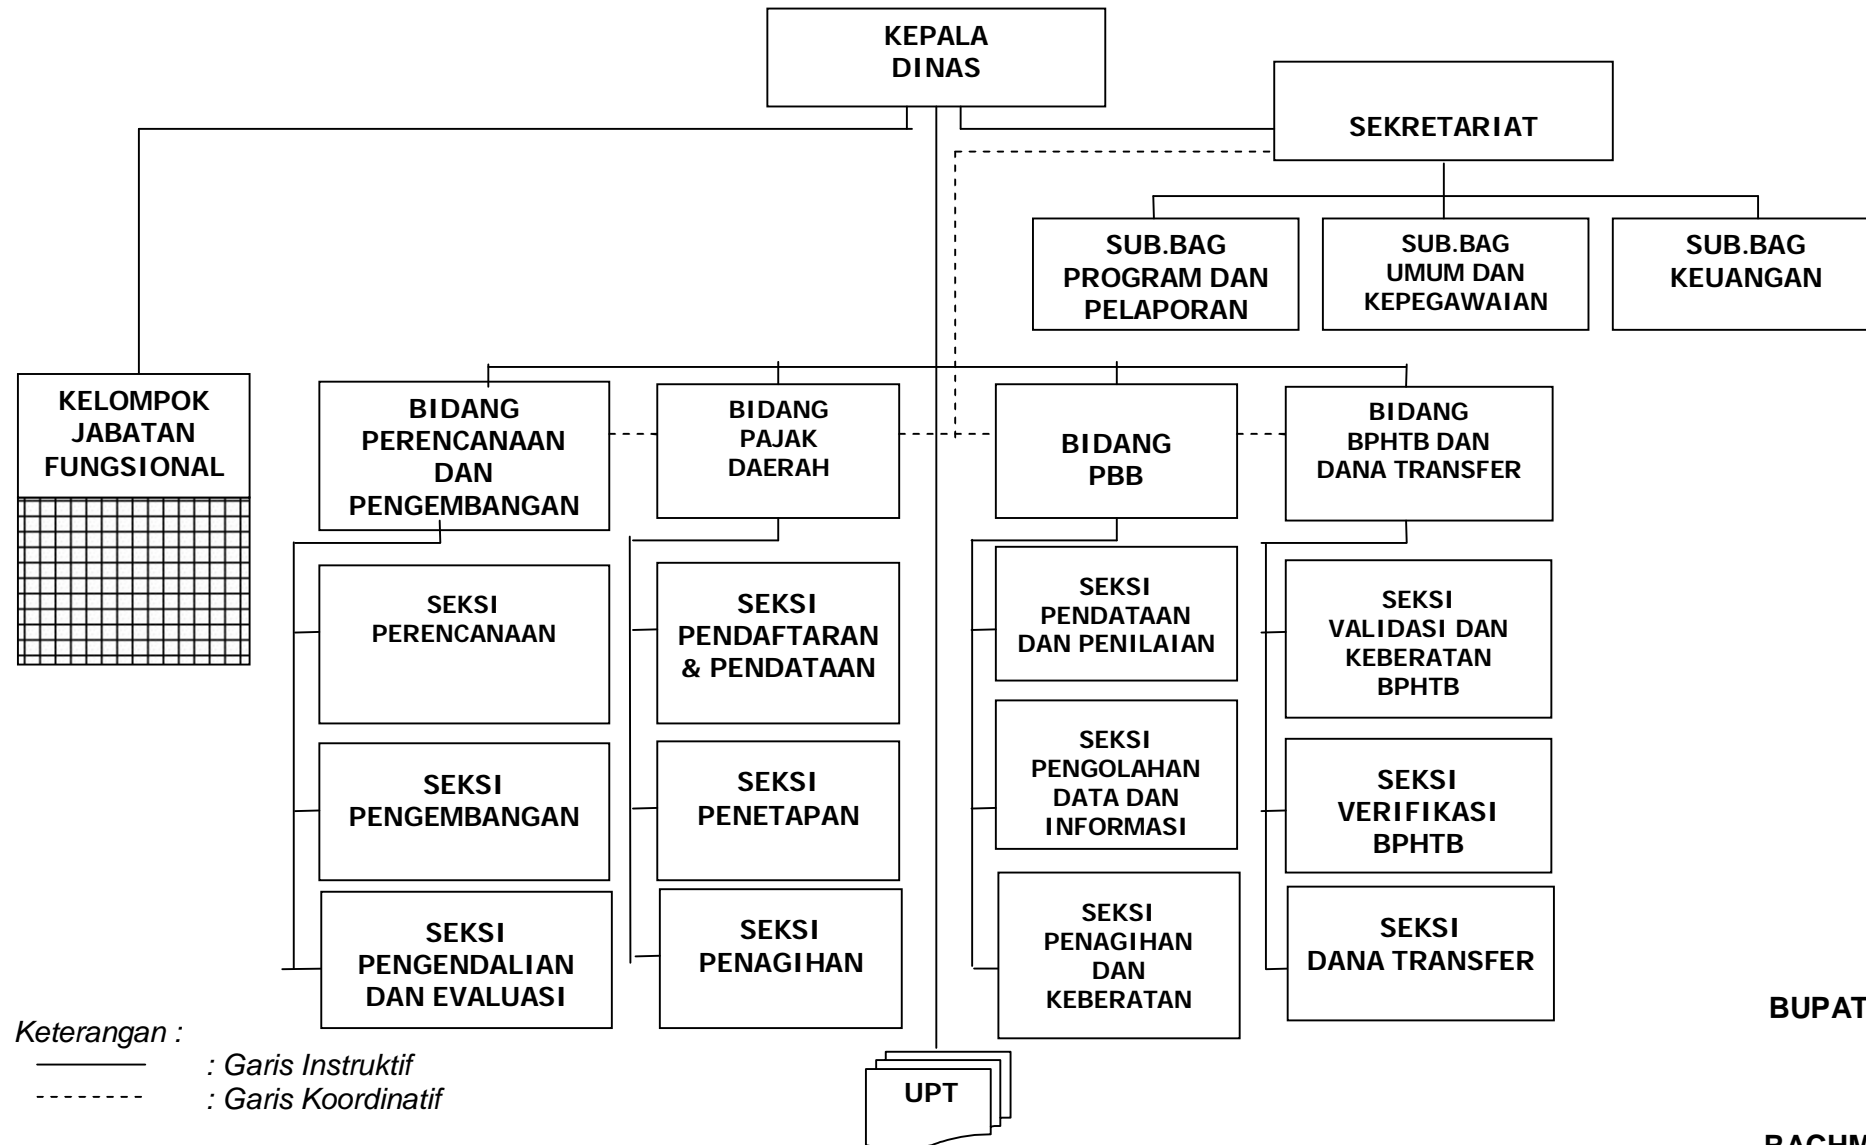 KEPALA
DINAS
SEKRETARIAT
SUB.BAG
PROGRAM DAN
PELAPORAN
SUB.BAG
UMUM DAN
KEPEGAWAIAN
SUB.BAG
KEUANGAN
KELOMPOK
JABATAN
FUNGSIONAL
BIDANG
PERENCANAAN
DAN
PENGEMBANGAN
BIDANG
PAJAK
DAERAH
BIDANG
PBB
BIDANG
BPHTB DAN
DANA TRANSFER
SEKSI
PERENCANAAN
SEKSI
PENDAFTARAN
& PENDATAAN
SEKSI
PENDATAAN
DAN PENILAIAN
SEKSI
VALIDASI DAN
KEBERATAN
BPHTB
SEKSI
PENGEMBANGAN
SEKSI
PENETAPAN
SEKSI
PENGOLAHAN
DATA DAN
INFORMASI
SEKSI
VERIFIKASI
BPHTB
SEKSI
PENGENDALIAN
DAN EVALUASI
SEKSI
PENAGIHAN
SEKSI
PENAGIHAN
DAN
KEBERATAN
SEKSI
DANA TRANSFER
BUPAT
Keterangan :
: Garis Instruktif
: Garis Koordinatif
UPT